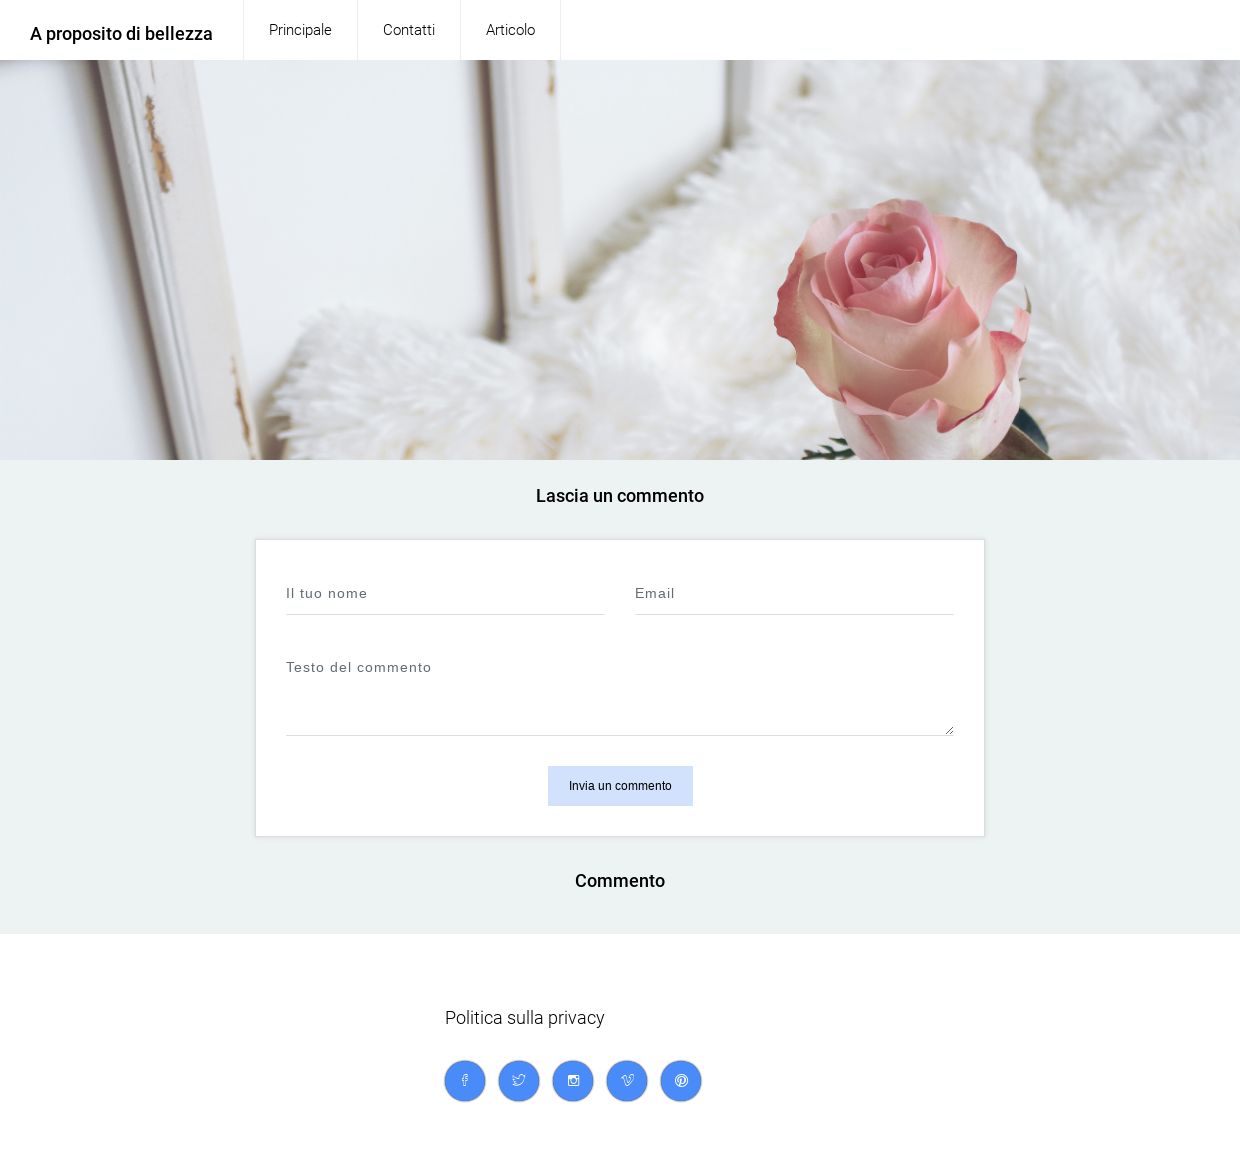 A proposito di bellezza
Principale
Contatti
Articolo
Lascia un commento
Il tuo nome
Email
Testo del commento
Invia un commento
Commento
Politica sulla privacy